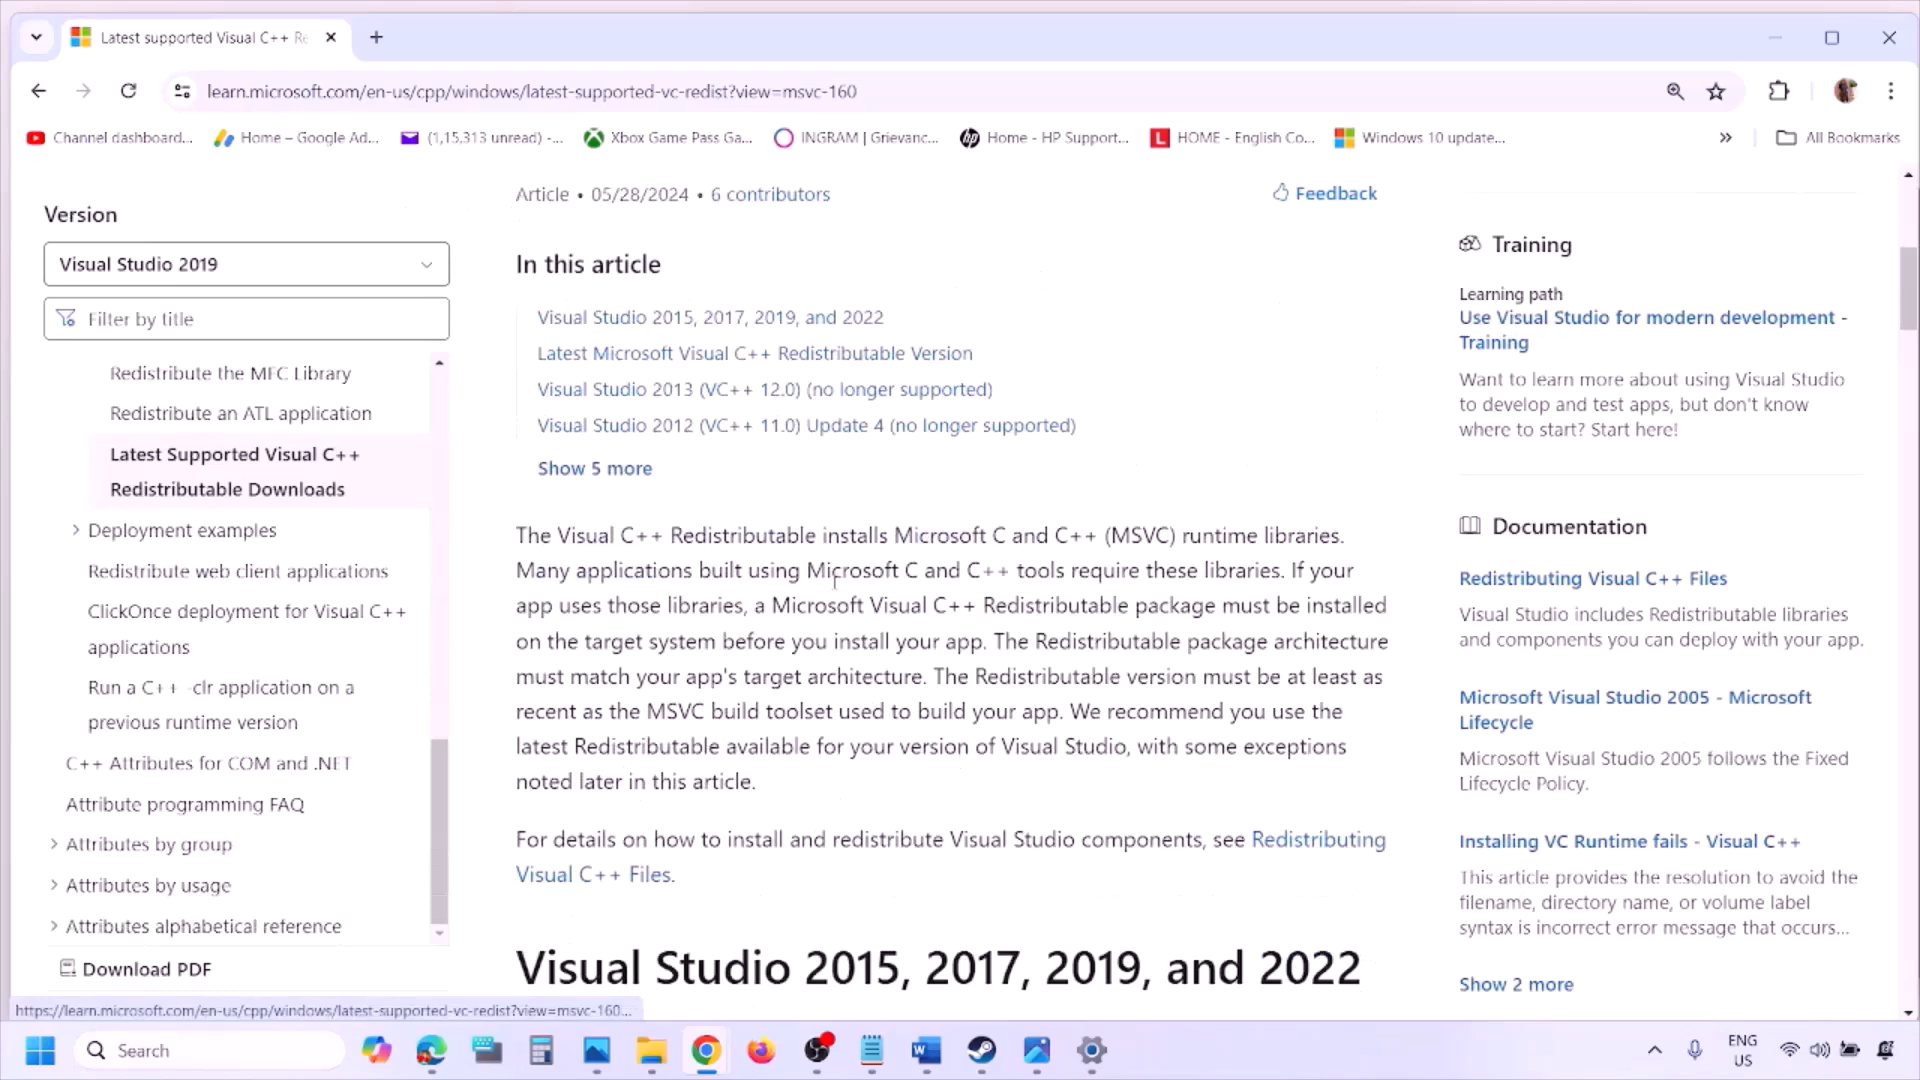 Latest supported Visual C++ Re
learn.microsoft.com/en-us/cpp/windows/latest-supported-vc-redist?view=msvc-160
Channel dashboard...
Home – Google Ad...
(1,15,313 unread) -...
Xbox Game Pass Ga...
INGRAM | Grievanc...
Home - HP Support...
HOME - English Co...
Windows 10 update...
All Bookmarks
Version
Visual Studio 2019
Filter by title
Redistribute the MFC Library
Redistribute an ATL application
Latest Supported Visual C++
Redistributable Downloads
Deployment examples
Redistribute web client applications
ClickOnce deployment for Visual C++
applications
Run a C++ -clr application on a
previous runtime version
C++ Attributes for COM and .NET
Attribute programming FAQ
Attributes by group
Attributes by usage
Attributes alphabetical reference
Download PDF
Article • 05/28/2024 • 6 contributors
Feedback
In this article
Visual Studio 2015, 2017, 2019, and 2022
Latest Microsoft Visual C++ Redistributable Version
Visual Studio 2013 (VC++ 12.0) (no longer supported)
Visual Studio 2012 (VC++ 11.0) Update 4 (no longer supported)
Show 5 more
The Visual C++ Redistributable installs Microsoft C and C++ (MSVC) runtime libraries.
Many applications built using Microsoft C and C++ tools require these libraries. If your
app uses those libraries, a Microsoft Visual C++ Redistributable package must be installed
on the target system before you install your app. The Redistributable package architecture
must match your app's target architecture. The Redistributable version must be at least as
recent as the MSVC build toolset used to build your app. We recommend you use the
latest Redistributable available for your version of Visual Studio, with some exceptions
noted later in this article.
For details on how to install and redistribute Visual Studio components, see Redistributing
Visual C++ Files.
Visual Studio 2015, 2017, 2019, and 2022
Training
Learning path
Use Visual Studio for modern development -
Training
Want to learn more about using Visual Studio
to develop and test apps, but don't know
where to start? Start here!
Documentation
Redistributing Visual C++ Files
Visual Studio includes Redistributable libraries
and components you can deploy with your app.
Microsoft Visual Studio 2005 - Microsoft
Lifecycle
Microsoft Visual Studio 2005 follows the Fixed
Lifecycle Policy.
Installing VC Runtime fails - Visual C++
This article provides the resolution to avoid the
filename, directory name, or volume label
syntax is incorrect error message that occurs...
Show 2 more
https://learn.microsoft.com/en-us/cpp/windows/latest-supported-vc-redist?view=msvc-160...
Search
ENG
US